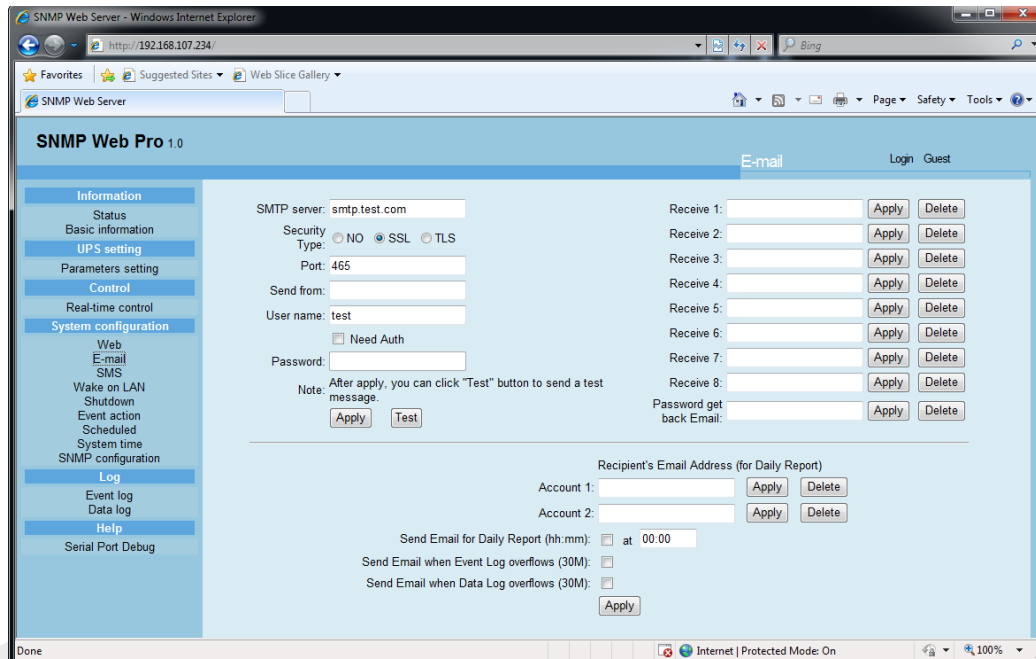 SNMP Web Server - Windows Internet Explorer
http://192.168.107.234/
Bing
Favorites Suggested Sites Web Slice Gallery
SNMP Web Server
Page Safety Tools
SNMP Web Pro 1.0
E-mail
Login Guest
Information
Status
Basic information
UPS setting
Parameters setting
Control
Real-time control
System configuration
Web
E-mail
SMS
Wake on LAN
Shutdown
Event action
Scheduled
System time
SNMP configuration
Log
Event log
Data log
Help
Serial Port Debug
SMTP server: smtp.test.com
Security
Type: NO SSL TLS
Port: 465
Send from:
User name: test
Need Auth
Password:
Note: After apply, you can click "Test" button to send a test
message.
Apply Test
Receive 1: Apply Delete
Receive 2: Apply Delete
Receive 3: Apply Delete
Receive 4: Apply Delete
Receive 5: Apply Delete
Receive 6: Apply Delete
Receive 7: Apply Delete
Receive 8: Apply Delete
Password get
back Email: Apply Delete
Recipient's Email Address (for Daily Report)
Account 1: Apply Delete
Account 2: Apply Delete
Send Email for Daily Report (hh:mm): at 00:00
Send Email when Event Log overflows (30M):
Send Email when Data Log overflows (30M):
Apply
Done
Internet | Protected Mode: On
100%